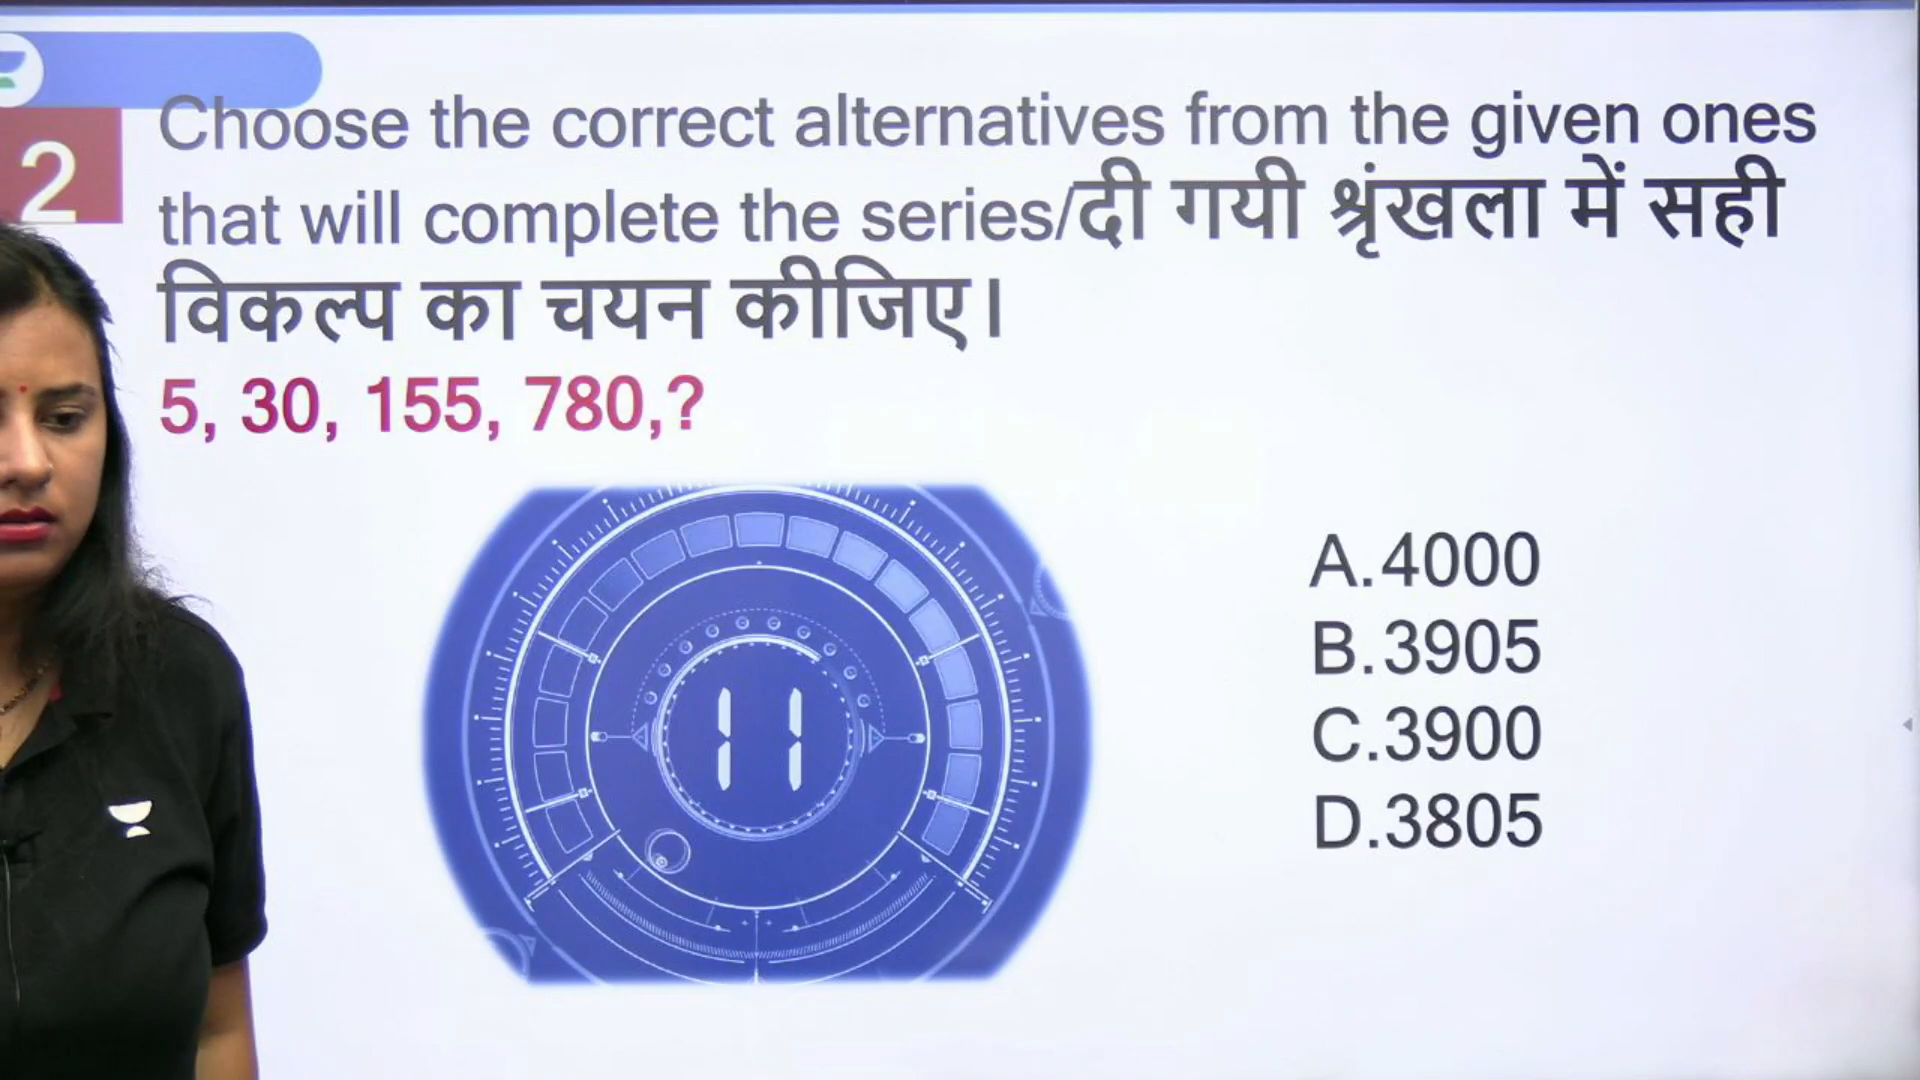 2
Choose the correct alternatives from the given ones
that will complete the series/दी गयी श्रृंखला में सही
विकल्प का चयन कीजिए।
5, 30, 155, 780,?
11
A.4000
B.3905
C.3900
D.3805